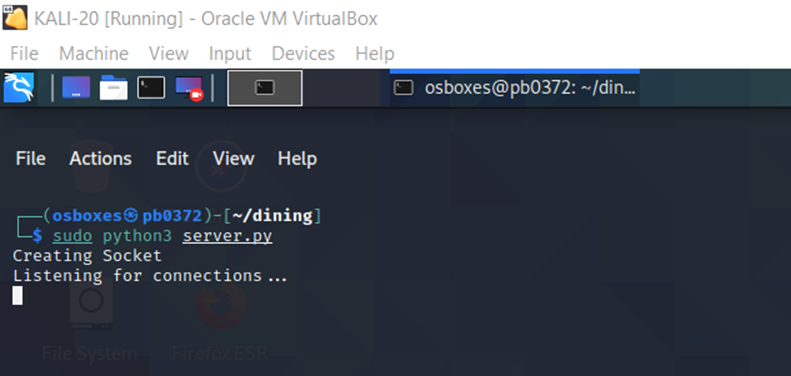 KALI-20 [Running] - Oracle VM VirtualBox
File Machine View Input Devices Help
osboxes@pb0372: ~/din...
File Actions Edit View Help
(osboxes㉿pb0372)-[~/dining]
$ sudo python3 server.py
Creating Socket
Listening for connections ...
File System Firefox ESR